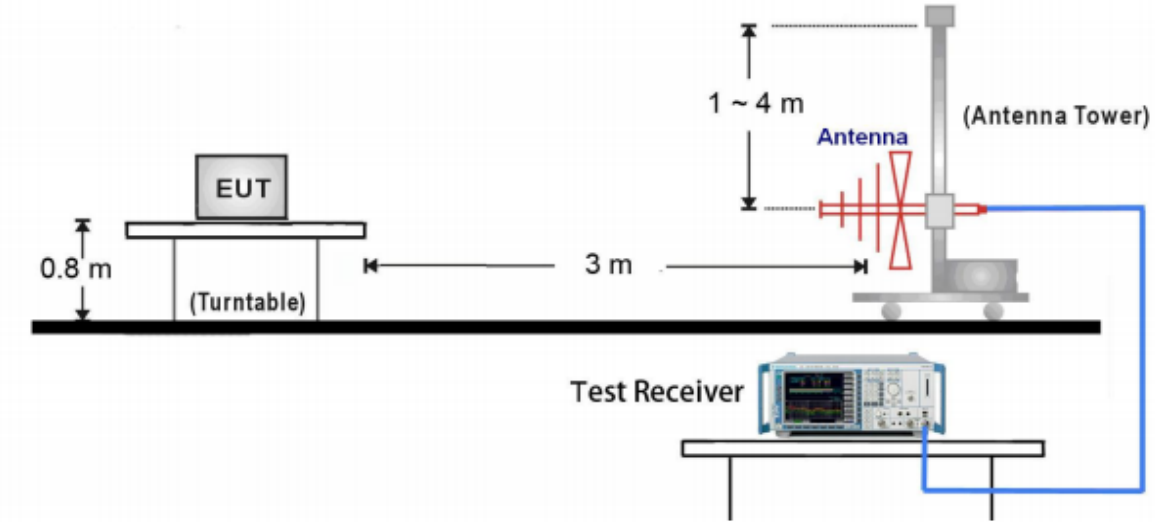 1 ~ 4 m
(Antenna Tower)
Antenna
EUT
0.8 m
3 m
(Turntable)
Test Receiver